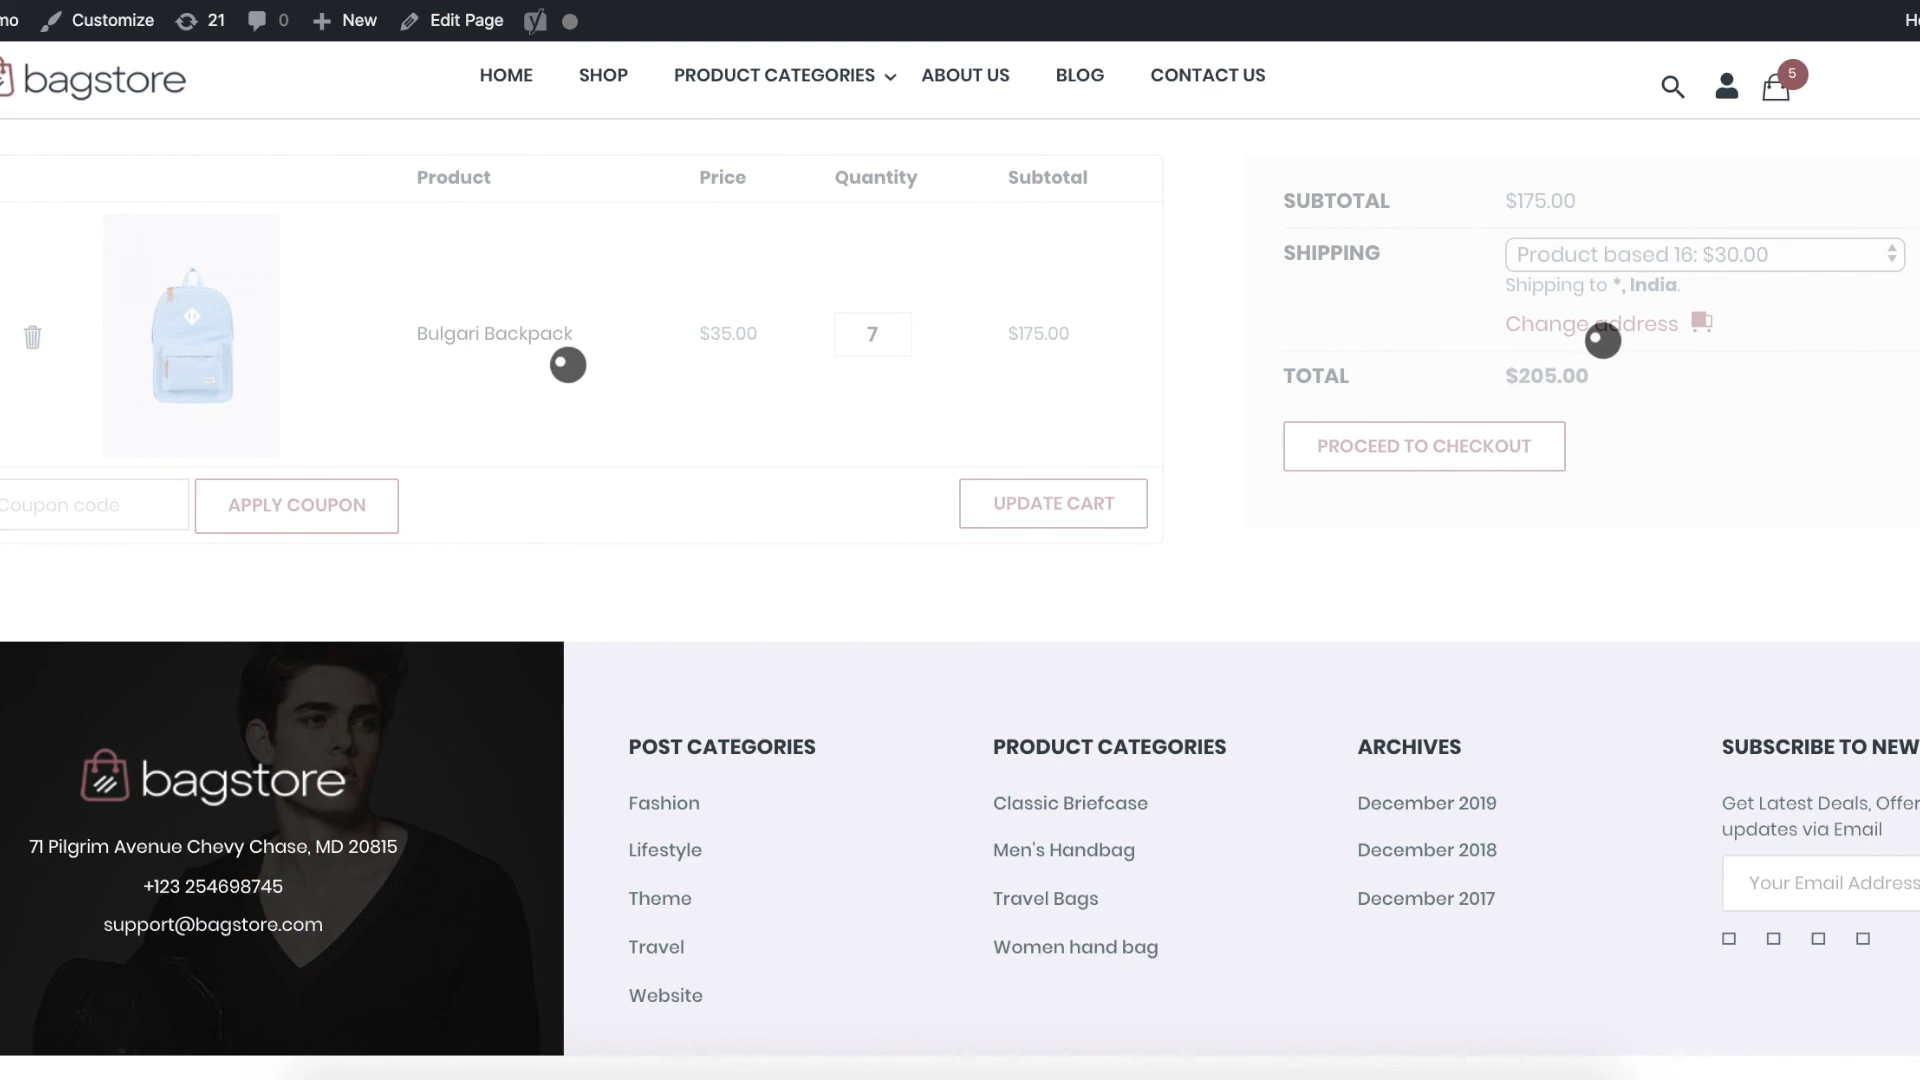 mo Customize 21 0 New Edit Page H
bagstore
HOME SHOP PRODUCT CATEGORIES ABOUT US BLOG CONTACT US
5
Product Price Quantity Subtotal
Bulgari Backpack $35.00 7 $175.00
Coupon code APPLY COUPON UPDATE CART
SUBTOTAL $175.00
SHIPPING Product based 16: $30.00
Shipping to *, India.
Change address
TOTAL $205.00
PROCEED TO CHECKOUT
bagstore
71 Pilgrim Avenue Chevy Chase, MD 20815
+123 254698745
support@bagstore.com
POST CATEGORIES
Fashion
Lifestyle
Theme
Travel
Website
PRODUCT CATEGORIES
Classic Briefcase
Men's Handbag
Travel Bags
Women hand bag
ARCHIVES
December 2019
December 2018
December 2017
SUBSCRIBE TO NEW
Get Latest Deals, Offer
updates via Email
Your Email Address